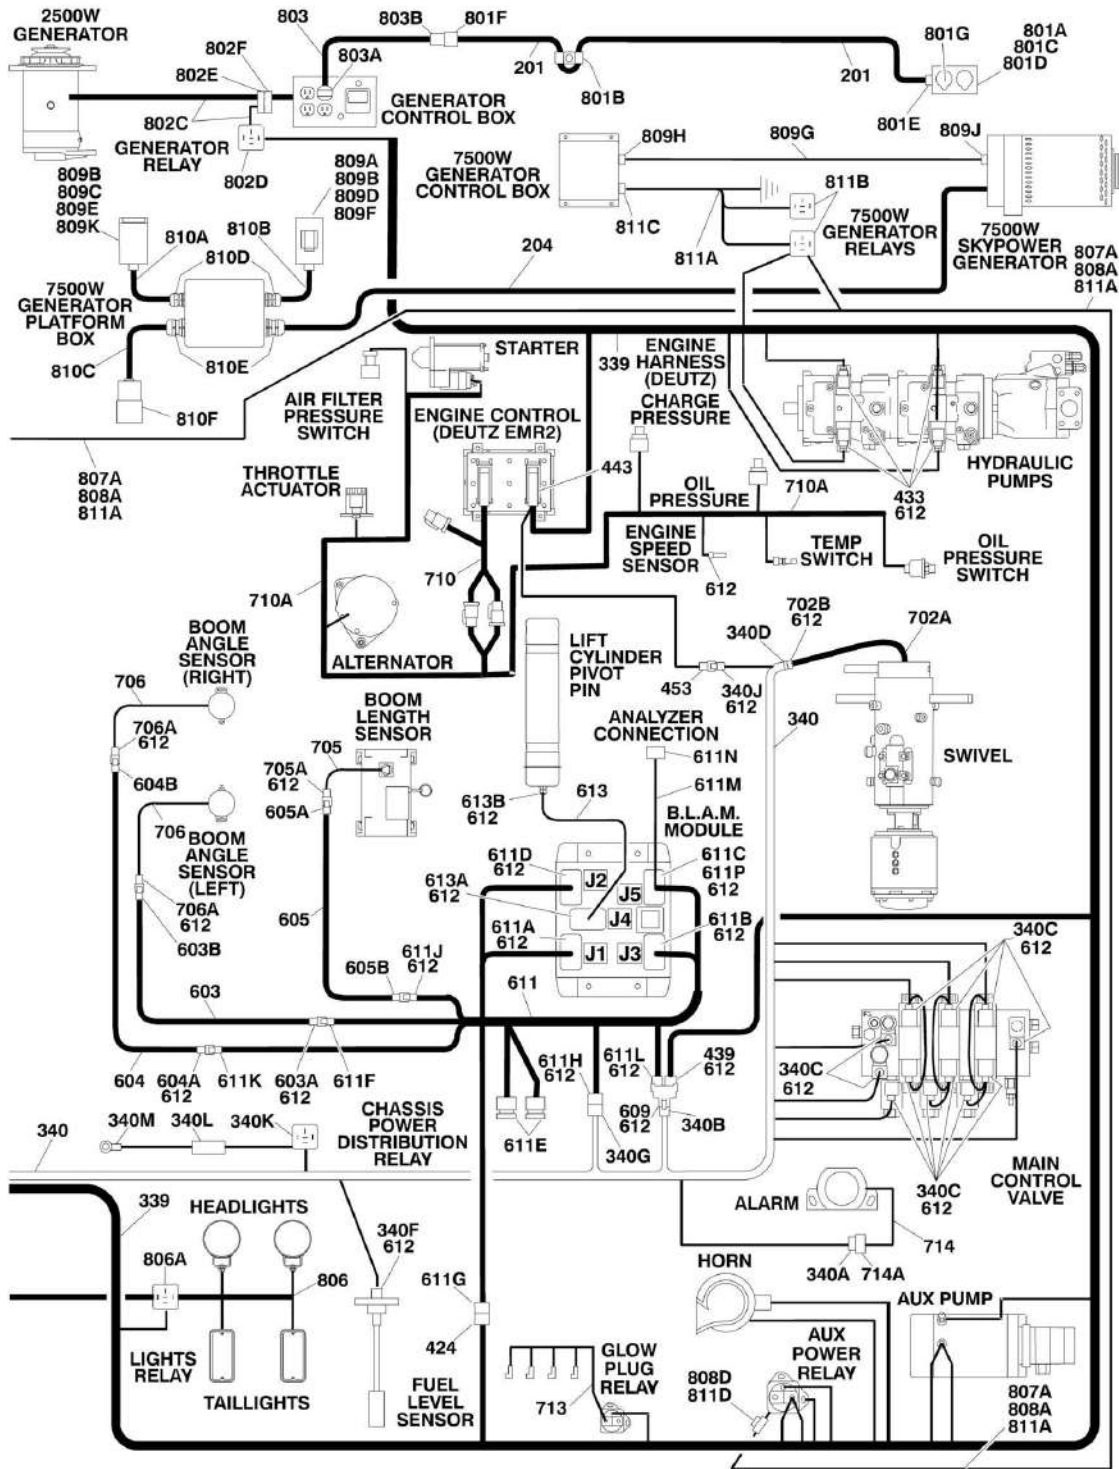 2500W
GENERATOR
802F
802E
803
803A
803B
801F
201
801B
201
801G
801A
801C
801D
801E
802C
GENERATOR
RELAY
802D
GENERATOR
CONTROL BOX
809H
809G
809J
7500W
GENERATOR
CONTROL BOX
811C
811A
811B
7500W
GENERATOR
RELAYS
7500W
SKYPOWER
GENERATOR
807A
808A
811A
809B
809C
809E
809K
809A
809B
809D
809F
810A
810B
810D
204
7500W
GENERATOR
PLATFORM
BOX
810C
810E
810F
AIR FILTER
PRESSURE
SWITCH
STARTER
339
ENGINE
HARNESS
(DEUTZ)
CHARGE
PRESSURE
ENGINE CONTROL
(DEUTZ EMR2)
443
HYDRAULIC
PUMPS
433
612
807A
808A
811A
THROTTLE
ACTUATOR
OIL
PRESSURE
710A
ENGINE
SPEED
SENSOR
612
TEMP
SWITCH
OIL
PRESSURE
SWITCH
710A
710
ALTERNATOR
BOOM
ANGLE
SENSOR
(RIGHT)
706
706A
612
604B
706
BOOM
ANGLE
SENSOR
(LEFT)
706A
612
603B
BOOM
LENGTH
SENSOR
705
705A
612
605A
LIFT
CYLINDER
PIVOT
PIN
453
340J
612
340D
702B
612
702A
340
SWIVEL
ANALYZER
CONNECTION
611N
611M
613B
612
613
B.L.A.M.
MODULE
611D
612
613A
612
611A
612
J2
J5
J4
J1
J3
611C
611P
612
611B
612
605
605B
611J
612
611
603
604
604A
612
611K
603A
612
611F
611E
611H
612
340G
611L
612
439
612
609
612
340B
340C
612
340C
612
340C
612
MAIN
CONTROL
VALVE
340
340M
340L
340K
CHASSIS
POWER
DISTRIBUTION
RELAY
339
HEADLIGHTS
806A
806
LIGHTS
RELAY
TAILLIGHTS
340F
612
FUEL
LEVEL
SENSOR
611G
424
ALARM
714
340A
714A
HORN
AUX PUMP
GLOW
PLUG
RELAY
713
AUX
POWER
RELAY
808D
811D
807A
808A
811A